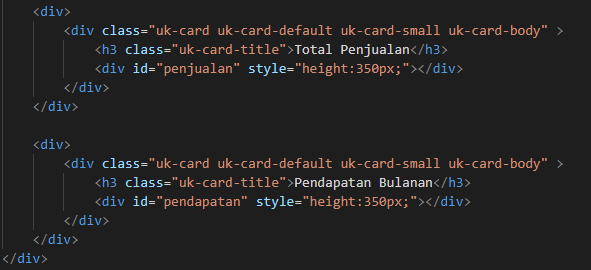 <div>
<div class="uk-card uk-card-default uk-card-small uk-card-body" >
<h3 class="uk-card-title">Total Penjualan</h3>
<div id="penjualan" style="height:350px;"></div>
</div>
</div>
<div>
<div class="uk-card uk-card-default uk-card-small uk-card-body" >
<h3 class="uk-card-title">Pendapatan Bulanan</h3>
<div id="pendapatan" style="height:350px;"></div>
</div>
</div>
</div>